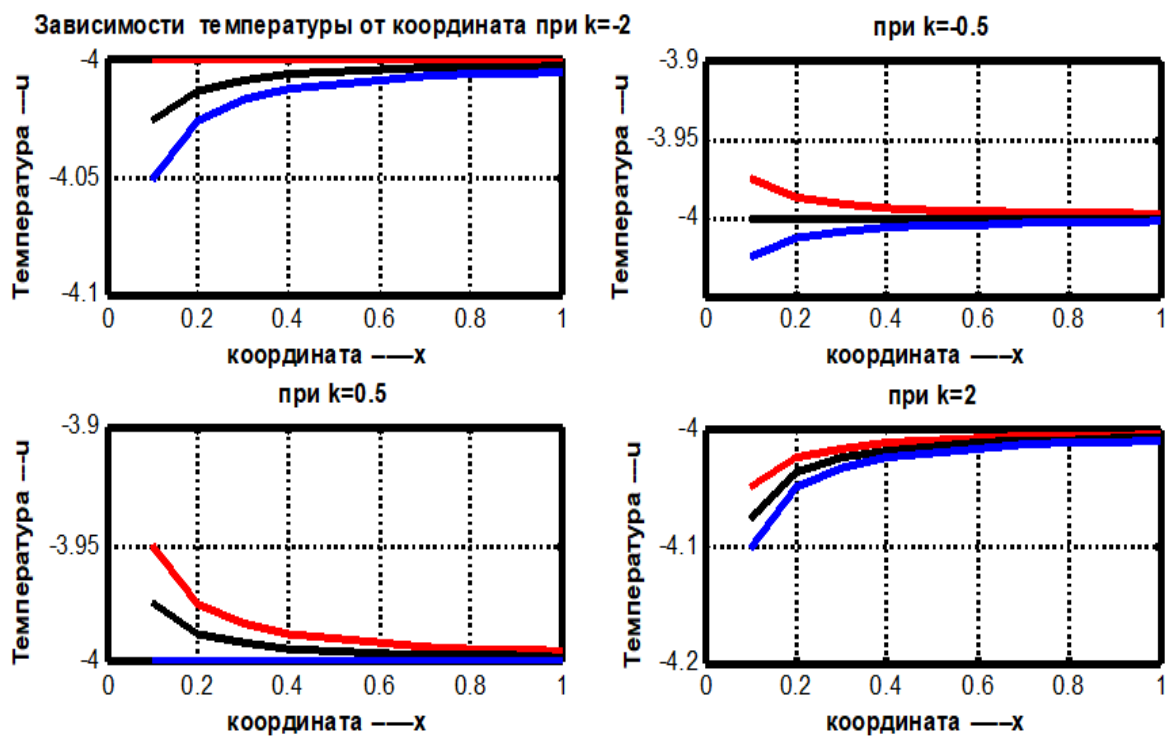 Зависимости температуры от координата при k=-2
-4
-4.05
-4.1
0 0.2 0.4 0.6 0.8 1
Температура —u
координата ——x
при k=-0.5
-3.9
-3.95
-4
0 0.2 0.4 0.6 0.8 1
Температура —u
координата ——x
при k=0.5
-3.9
-3.95
-4
0 0.2 0.4 0.6 0.8 1
Температура —u
координата ——x
при k=2
-4
-4.1
-4.2
0 0.2 0.4 0.6 0.8 1
Температура —u
координата ——x